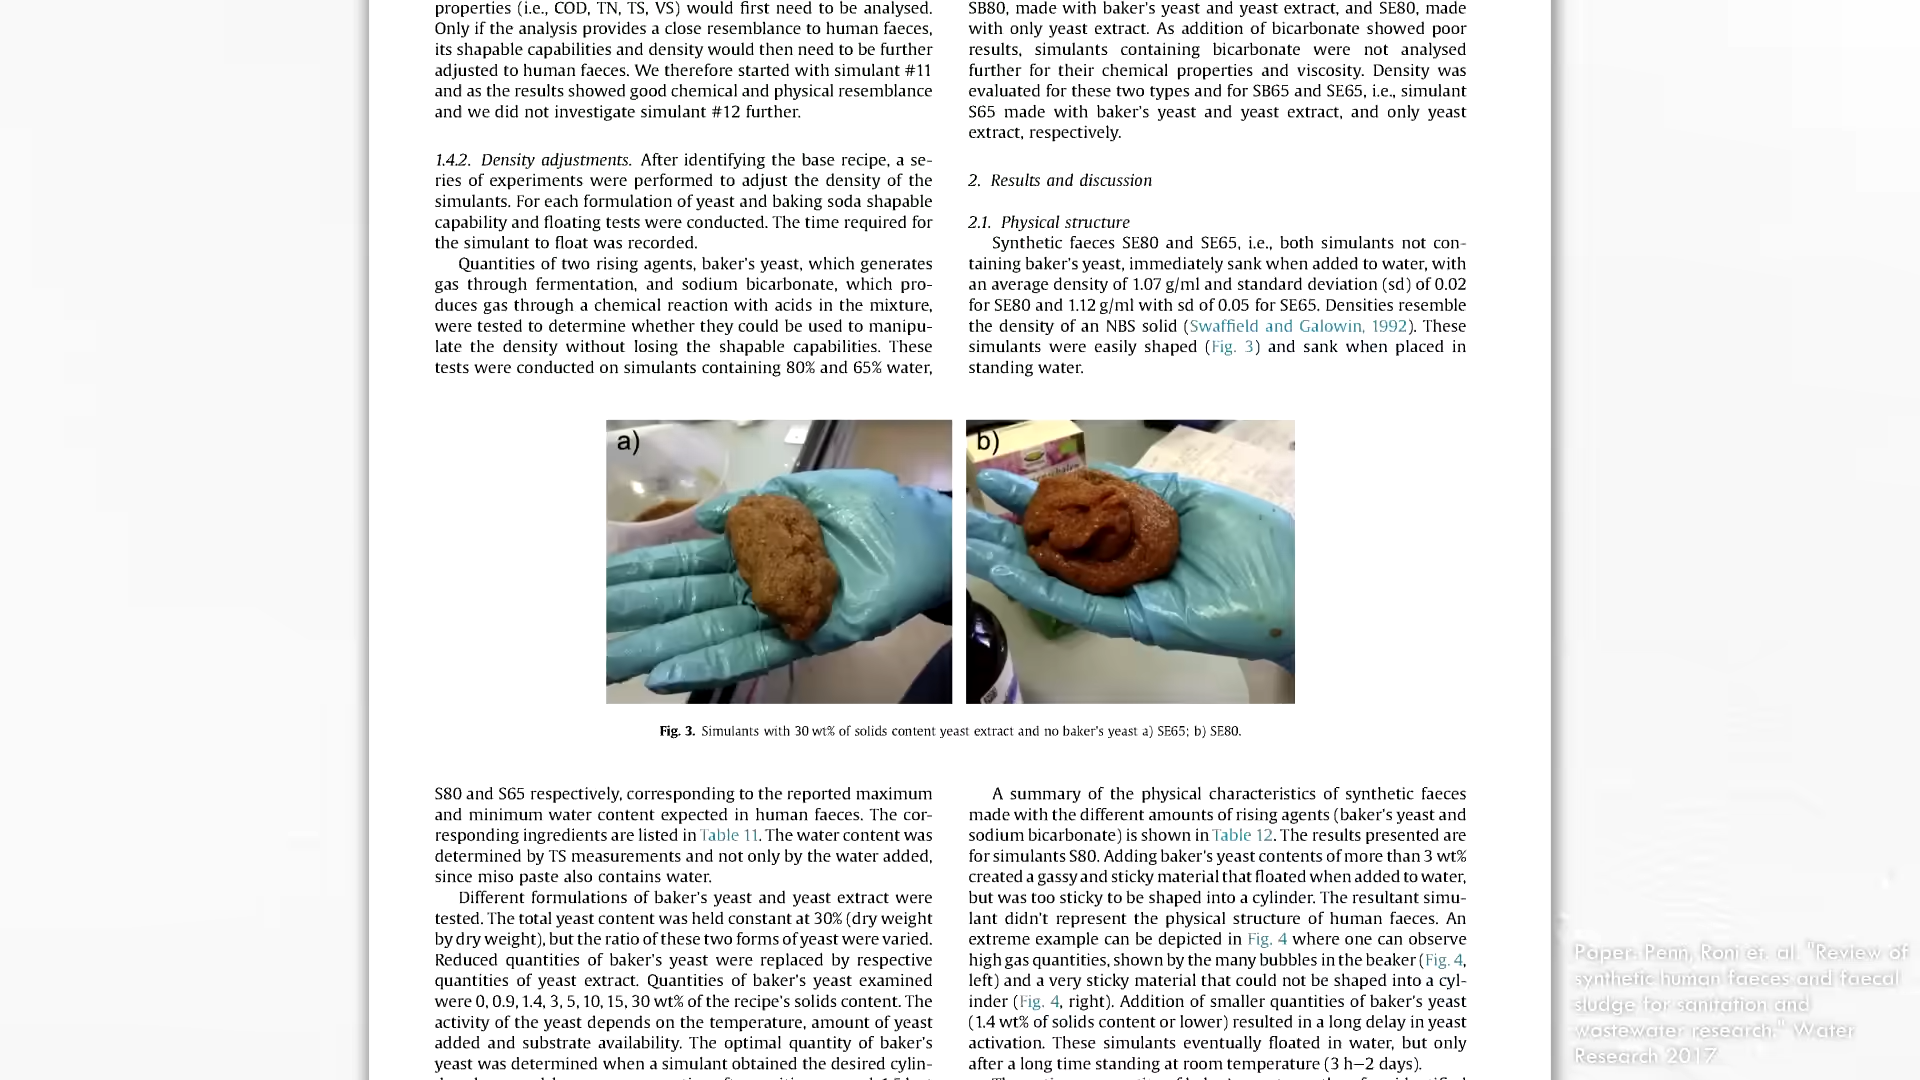 properties (i.e., COD, TN, TS, VS) would first need to be analysed.
Only if the analysis provides a close resemblance to human faeces,
its shapable capabilities and density would then need to be further
adjusted to human faeces. We therefore started with simulant #11
and as the results showed good chemical and physical resemblance
and we did not investigate simulant #12 further.
1.4.2. Density adjustments. After identifying the base recipe, a se-
ries of experiments were performed to adjust the density of the
simulants. For each formulation of yeast and baking soda shapable
capability and floating tests were conducted. The time required for
the simulant to float was recorded.
Quantities of two rising agents, baker's yeast, which generates
gas through fermentation, and sodium bicarbonate, which pro-
duces gas through a chemical reaction with acids in the mixture,
were tested to determine whether they could be used to manipu-
late the density without losing the shapable capabilities. These
tests were conducted on simulants containing 80% and 65% water,
SB80, made with baker's yeast and yeast extract, and SE80, made
with only yeast extract. As addition of bicarbonate showed poor
results, simulants containing bicarbonate were not analysed
further for their chemical properties and viscosity. Density was
evaluated for these two types and for SB65 and SE65, i.e., simulant
S65 made with baker's yeast and yeast extract, and only yeast
extract, respectively.
2. Results and discussion
2.1. Physical structure
Synthetic faeces SE80 and SE65, i.e., both simulants not con-
taining baker's yeast, immediately sank when added to water, with
an average density of 1.07 g/ml and standard deviation (sd) of 0.02
for SE80 and 1.12 g/ml with sd of 0.05 for SE65. Densities resemble
the density of an NBS solid (Swaffield and Galowin, 1992). These
simulants were easily shaped (Fig. 3) and sank when placed in
standing water.
a)
b)
Fig. 3. Simulants with 30 wt% of solids content yeast extract and no baker's yeast a) SE65; b) SE80.
S80 and S65 respectively, corresponding to the reported maximum
and minimum water content expected in human faeces. The cor-
responding ingredients are listed in Table 11. The water content was
determined by TS measurements and not only by the water added,
since miso paste also contains water.
Different formulations of baker's yeast and yeast extract were
tested. The total yeast content was held constant at 30% (dry weight
by dry weight), but the ratio of these two forms of yeast were varied.
Reduced quantities of baker's yeast were replaced by respective
quantities of yeast extract. Quantities of baker's yeast examined
were 0, 0.9, 1.4, 3, 5, 10, 15, 30 wt% of the recipe's solids content. The
activity of the yeast depends on the temperature, amount of yeast
added and substrate availability. The optimal quantity of baker's
yeast was determined when a simulant obtained the desired cylin-
A summary of the physical characteristics of synthetic faeces
made with the different amounts of rising agents (baker's yeast and
sodium bicarbonate) is shown in Table 12. The results presented are
for simulants S80. Adding baker's yeast contents of more than 3 wt%
created a gassy and sticky material that floated when added to water,
but was too sticky to be shaped into a cylinder. The resultant simu-
lant didn't represent the physical structure of human faeces. An
extreme example can be depicted in Fig. 4 where one can observe
high gas quantities, shown by the many bubbles in the beaker (Fig. 4,
left) and a very sticky material that could not be shaped into a cyl-
inder (Fig. 4, right). Addition of smaller quantities of baker's yeast
(1.4 wt% of solids content or lower) resulted in a long delay in yeast
activation. These simulants eventually floated in water, but only
after a long time standing at room temperature (3 h–2 days).
Paper: Penn, Roni et. al. "Review of
synthetic human faeces and faecal
sludge for sanitation and
wastewater research." Water
Research 2017